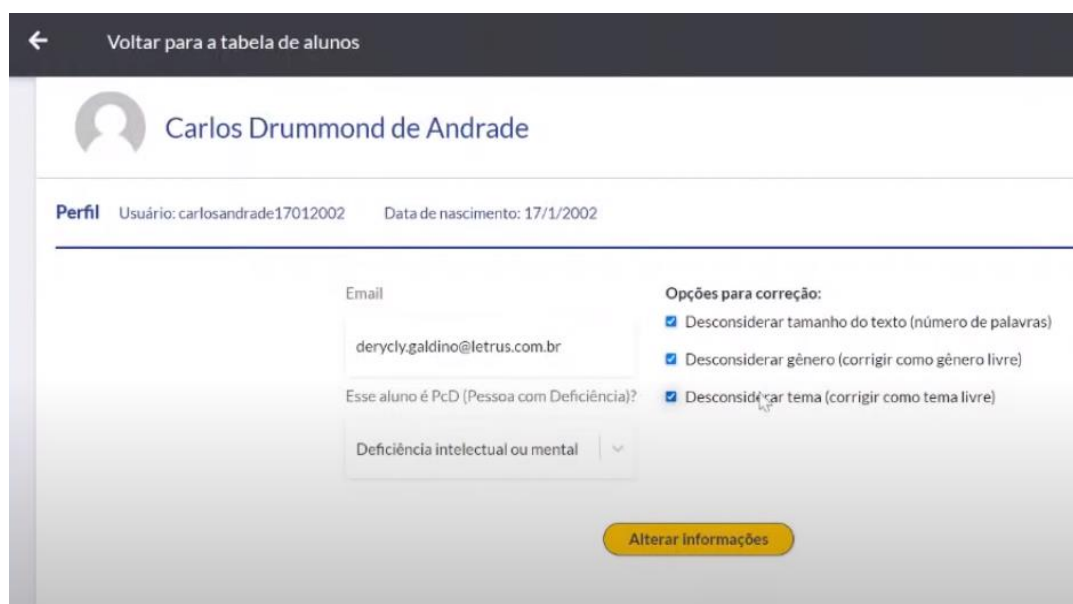 Voltar para a tabela de alunos
Carlos Drummond de Andrade
Perfil Usuário: carlosandrade17012002 Data de nascimento: 17/1/2002
Email
derycly.galdino@letrus.com.br
Esse aluno é PcD (Pessoa com Deficiência)?
Deficiência intelectual ou mental
Opções para correção:
Desconsiderar tamanho do texto (número de palavras)
Desconsiderar gênero (corrigir como gênero livre)
Desconsiderar tema (corrigir como tema livre)
Alterar informações